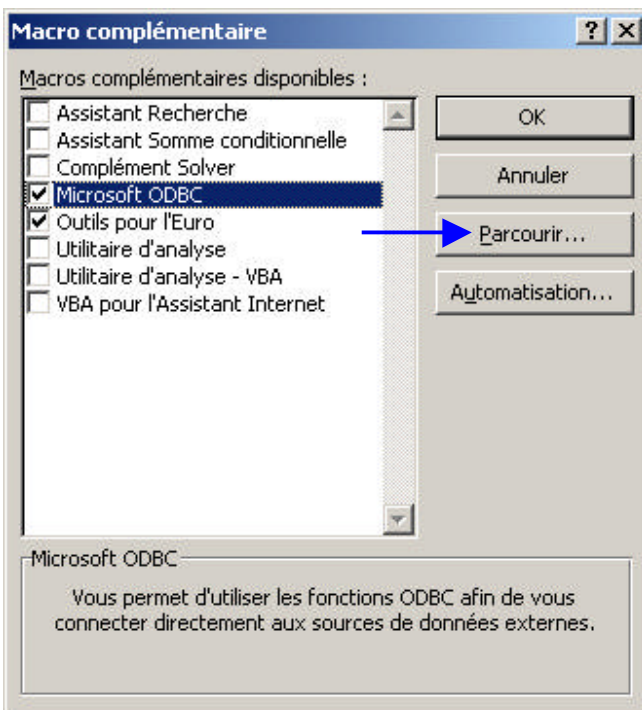 Macro complémentaire
Macros complémentaires disponibles :
Assistant Recherche
Assistant Somme conditionnelle
Complément Solver
Microsoft ODBC
Outils pour l'Euro
Utilitaire d'analyse
Utilitaire d'analyse - VBA
VBA pour l'Assistant Internet
OK
Annuler
Parcourir...
Automatisation...
Microsoft ODBC
Vous permet d'utiliser les fonctions ODBC afin de vous
connecter directement aux sources de données externes.